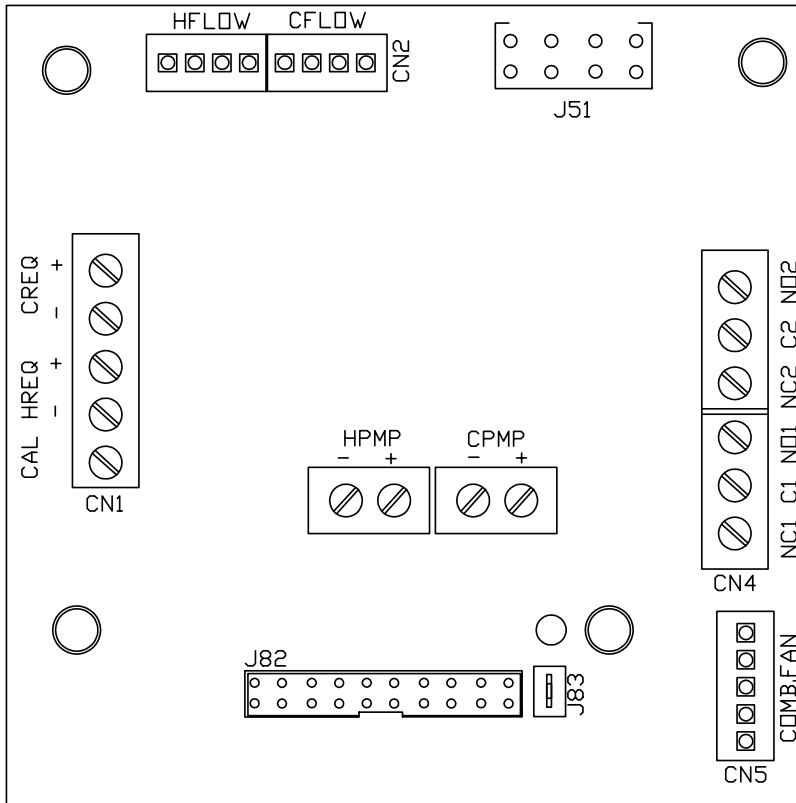 HFLOW CFLOW
CN2
J51
CREQ + -
HREQ + -
CAL
CN1
NO2
C2
NC2
NO1
C1
NC1
CN4
HPMP CPMP
- + - +
J82
J83
COMB.FAN
CN5